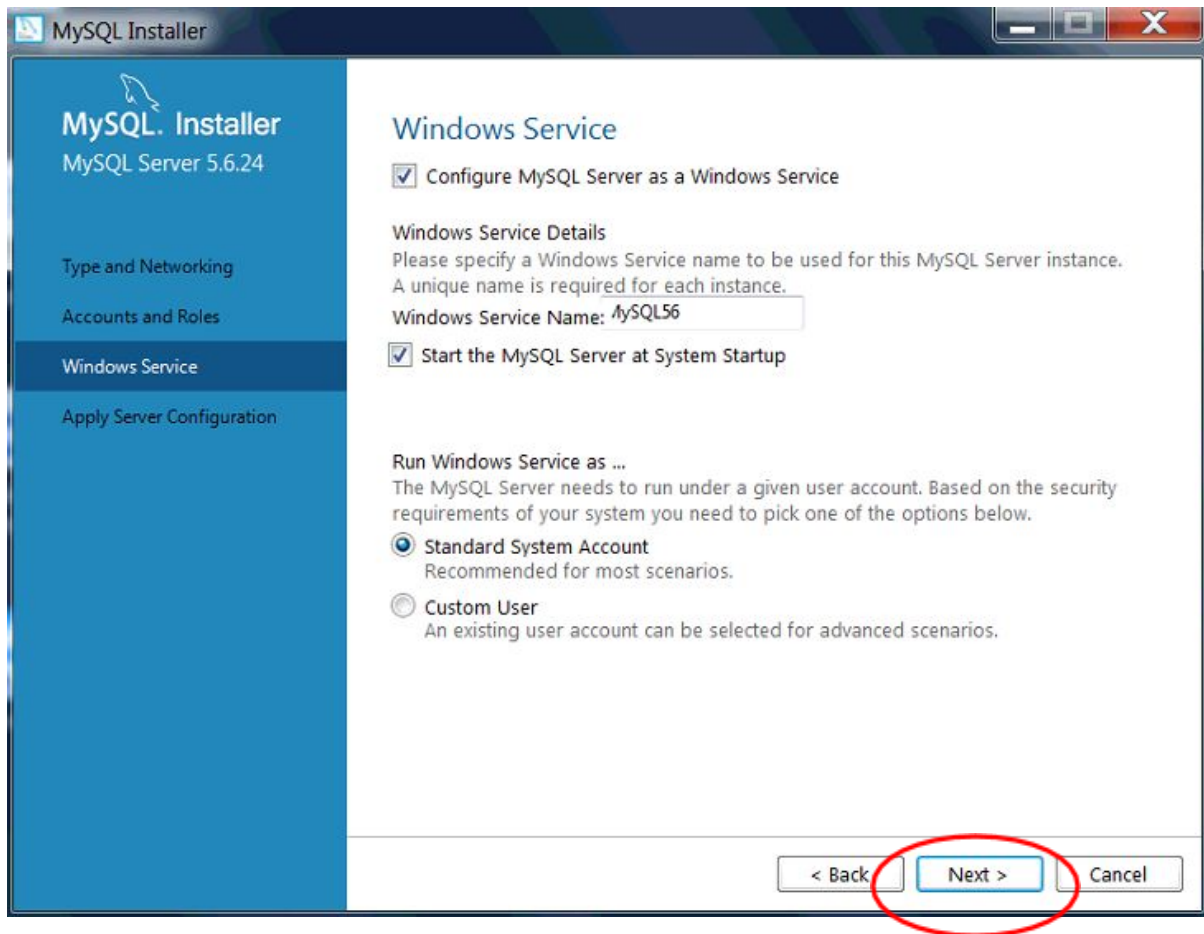 MySQL Installer
MySQL. Installer
MySQL Server 5.6.24
Type and Networking
Accounts and Roles
Windows Service
Apply Server Configuration
Windows Service
Configure MySQL Server as a Windows Service
Windows Service Details
Please specify a Windows Service name to be used for this MySQL Server instance.
A unique name is required for each instance.
Windows Service Name: MySQL56
Start the MySQL Server at System Startup
Run Windows Service as ...
The MySQL Server needs to run under a given user account. Based on the security
requirements of your system you need to pick one of the options below.
Standard System Account
Recommended for most scenarios.
Custom User
An existing user account can be selected for advanced scenarios.
< Back
Next >
Cancel